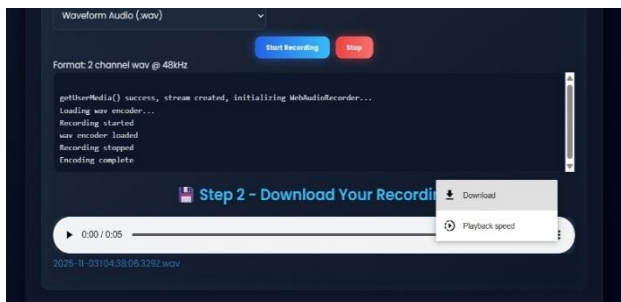 Waveform Audio (.wav)
Start Recording Stop
Format: 2 channel wav @ 48kHz
getUserMedia() success, stream created, initializing WebAudioRecorder...
Loading wav encoder...
Recording started
wav encoder loaded
Recording stopped
Encoding complete
Step 2 - Download Your Recordi
Download
Playback speed
0:00 / 0:05
2025-11-03T04:38:06.329Z.wav